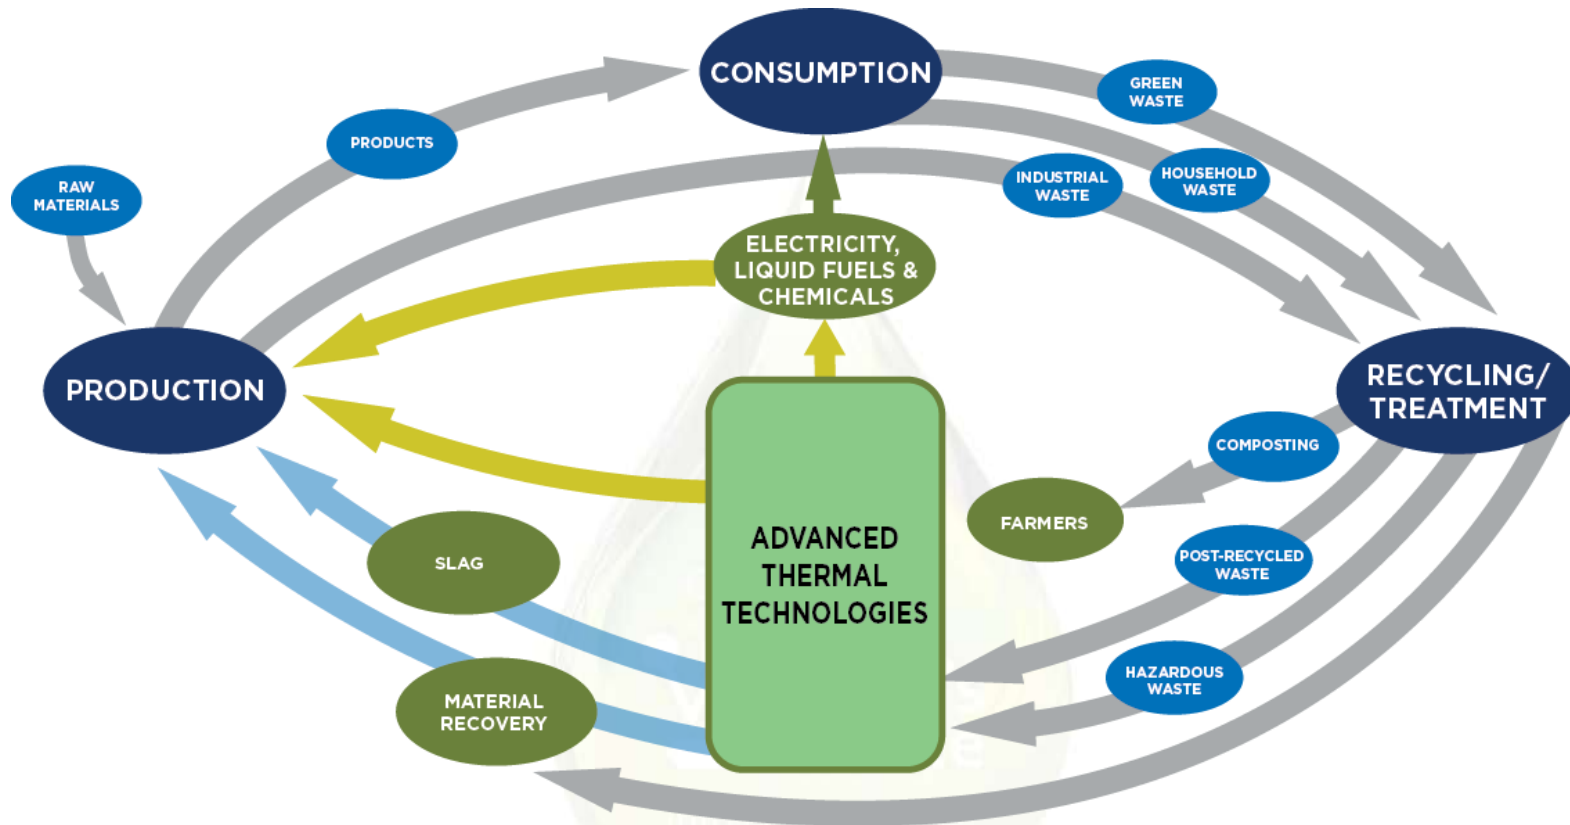 CONSUMPTION
GREEN
WASTE
PRODUCTS
HOUSEHOLD
WASTE
INDUSTRIAL
WASTE
RAW
MATERIALS
ELECTRICITY,
LIQUID FUELS &
CHEMICALS
PRODUCTION
RECYCLING/
TREATMENT
COMPOSTING
FARMERS
ADVANCED
THERMAL
TECHNOLOGIES
SLAG
POST-RECYCLED
WASTE
HAZARDOUS
WASTE
MATERIAL
RECOVERY